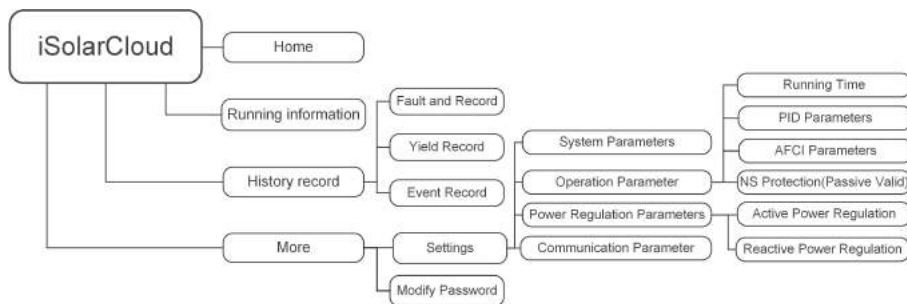 iSolarCloud
Home
Running information
History record
Fault and Record
Yield Record
Event Record
More
Settings
Modify Password
System Parameters
Operation Parameter
Power Regulation Parameters
Communication Parameter
Running Time
PID Parameters
AFCI Parameters
NS Protection(Passive Valid)
Active Power Regulation
Reactive Power Regulation